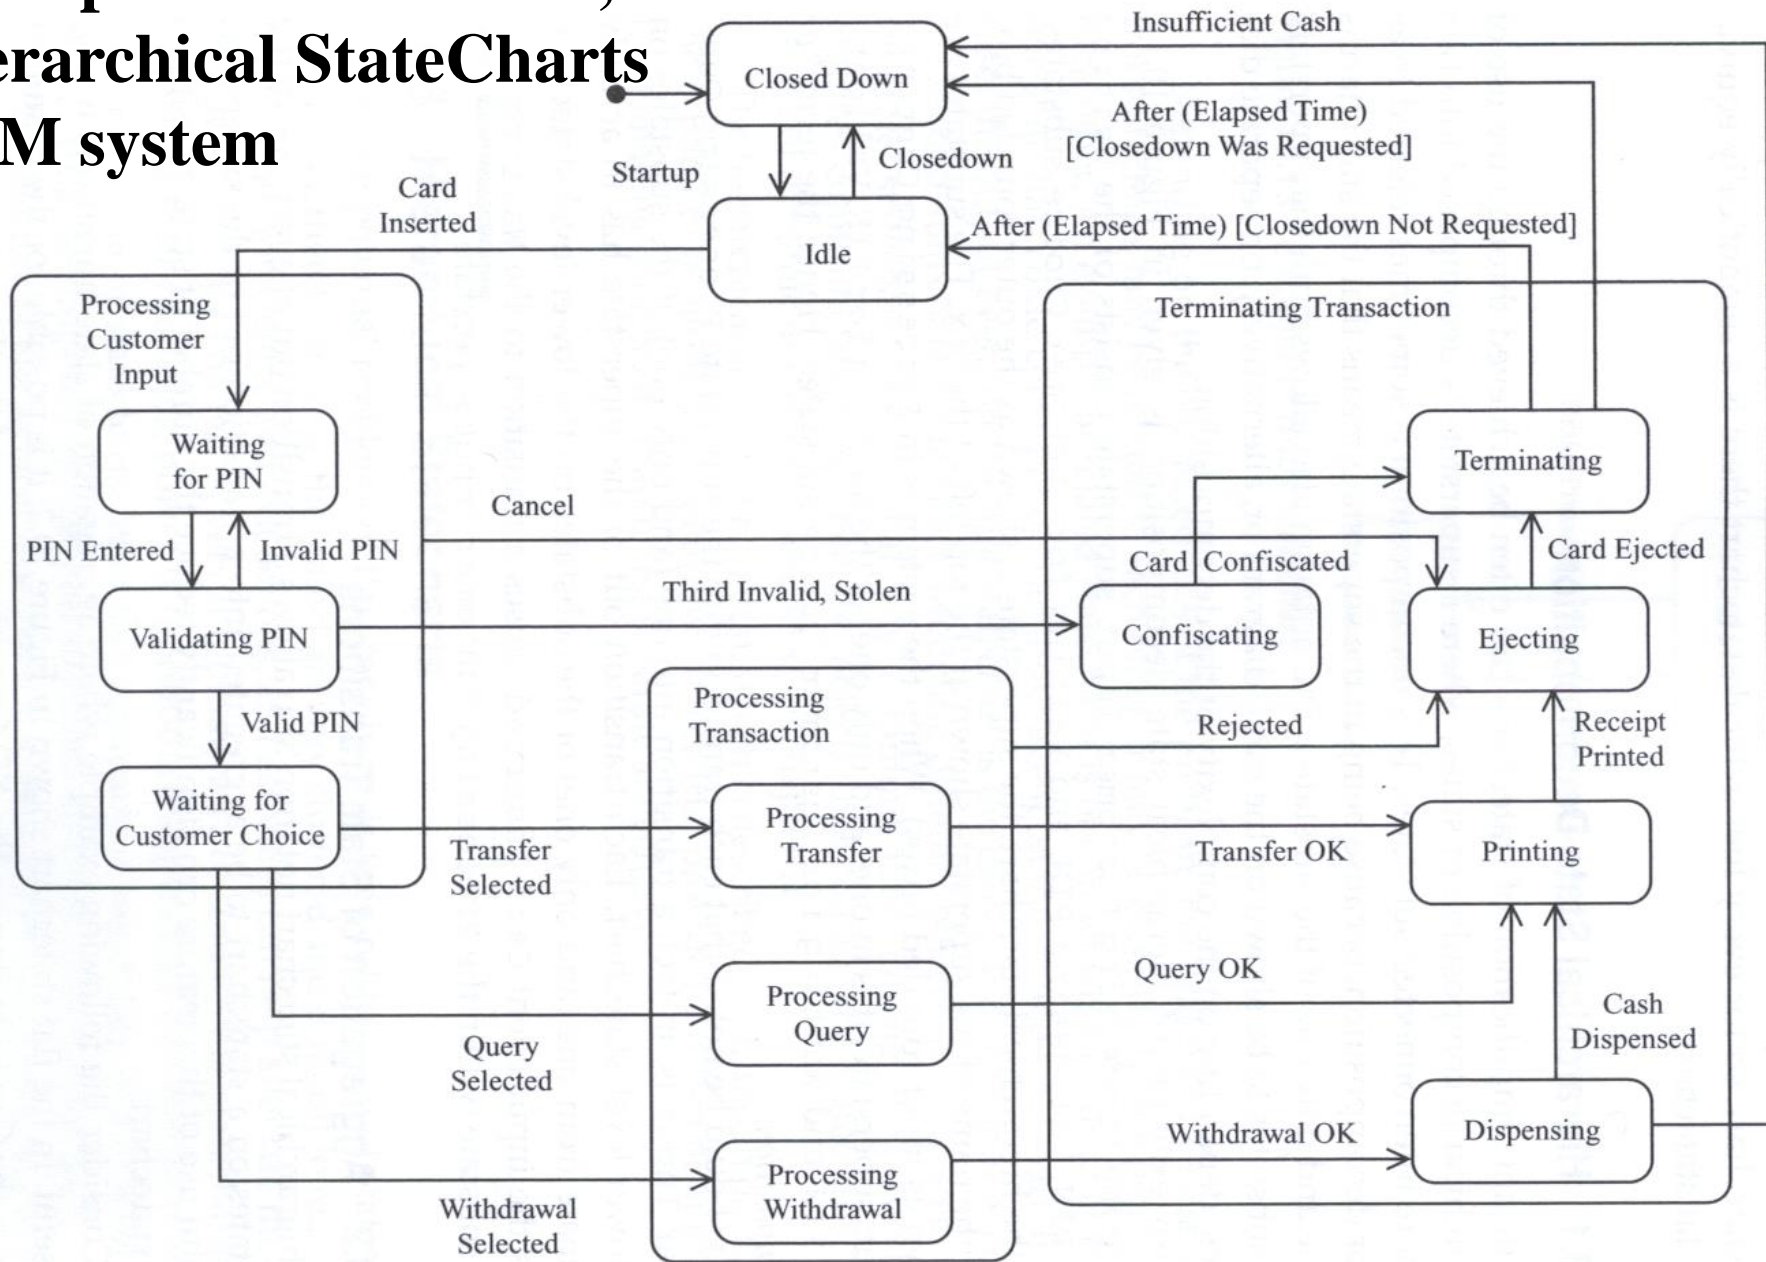 erarchical StateCharts
M system
Insufficient Cash
Closed Down
After (Elapsed Time)
[Closedown Was Requested]
Startup
Closedown
Card
Inserted
After (Elapsed Time) [Closedown Not Requested]
Idle
Processing
Customer
Input
Terminating Transaction
Waiting
for PIN
Terminating
Cancel
PIN Entered
Invalid PIN
Card Confiscated
Card Ejected
Third Invalid, Stolen
Validating PIN
Confiscating
Ejecting
Processing
Transaction
Valid PIN
Rejected
Receipt
Printed
Waiting for
Customer Choice
Processing
Transfer
Printing
Transfer
Selected
Transfer OK
Query OK
Processing
Query
Cash
Dispensed
Query
Selected
Withdrawal OK
Dispensing
Processing
Withdrawal
Withdrawal
Selected